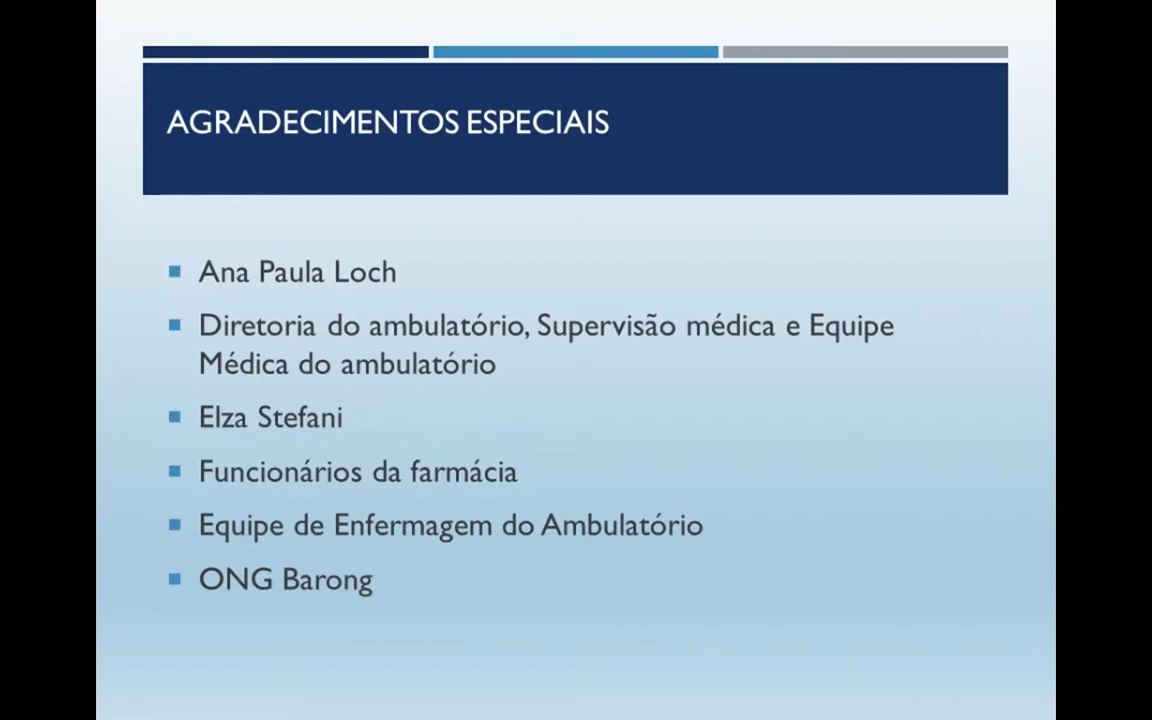 AGRADECIMENTOS ESPECIAIS
Ana Paula Loch
Diretoria do ambulatório, Supervisão médica e Equipe
Médica do ambulatório
Elza Stefani
Funcionários da farmácia
Equipe de Enfermagem do Ambulatório
ONG Barong